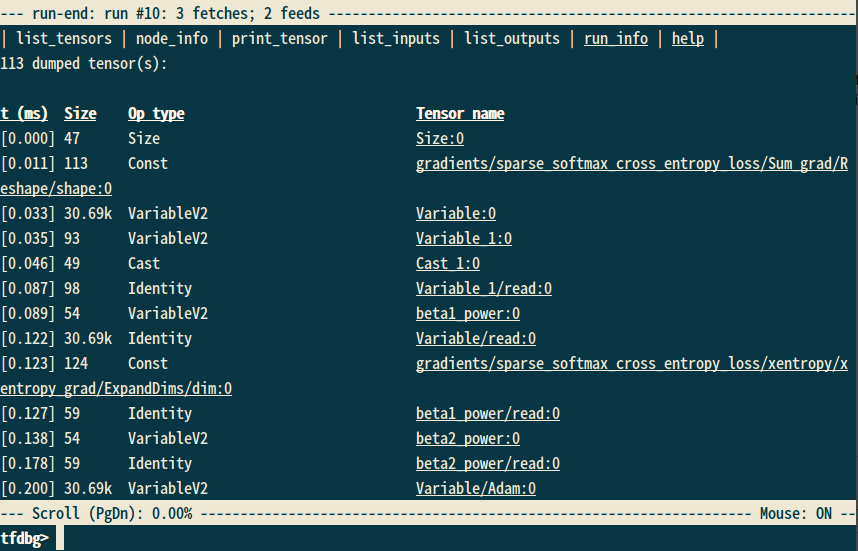 --- run-end: run #10: 3 fetches; 2 feeds ------------------------------------------------------------------
| list_tensors | node_info | print_tensor | list_inputs | list_outputs | run_info | help |
113 dumped tensor(s):
t (ms) Size Op type Tensor name
[0.000] 47 Size Size:0
[0.011] 113 Const gradients/sparse_softmax_cross_entropy_loss/Sum_grad/R
eshape/shape:0
[0.033] 30.69k VariableV2 Variable:0
[0.035] 93 VariableV2 Variable_1:0
[0.046] 49 Cast Cast_1:0
[0.087] 98 Identity Variable_1/read:0
[0.089] 54 VariableV2 beta1_power:0
[0.122] 30.69k Identity Variable/read:0
[0.123] 124 Const gradients/sparse_softmax_cross_entropy_loss/xentropy/x
entropy_grad/ExpandDims/dim:0
[0.127] 59 Identity beta1_power/read:0
[0.138] 54 VariableV2 beta2_power:0
[0.178] 59 Identity beta2_power/read:0
[0.200] 30.69k VariableV2 Variable/Adam:0
--- Scroll (PgDn): 0.00% --------------------------------------------------------------------- Mouse: ON --
tfdbg>